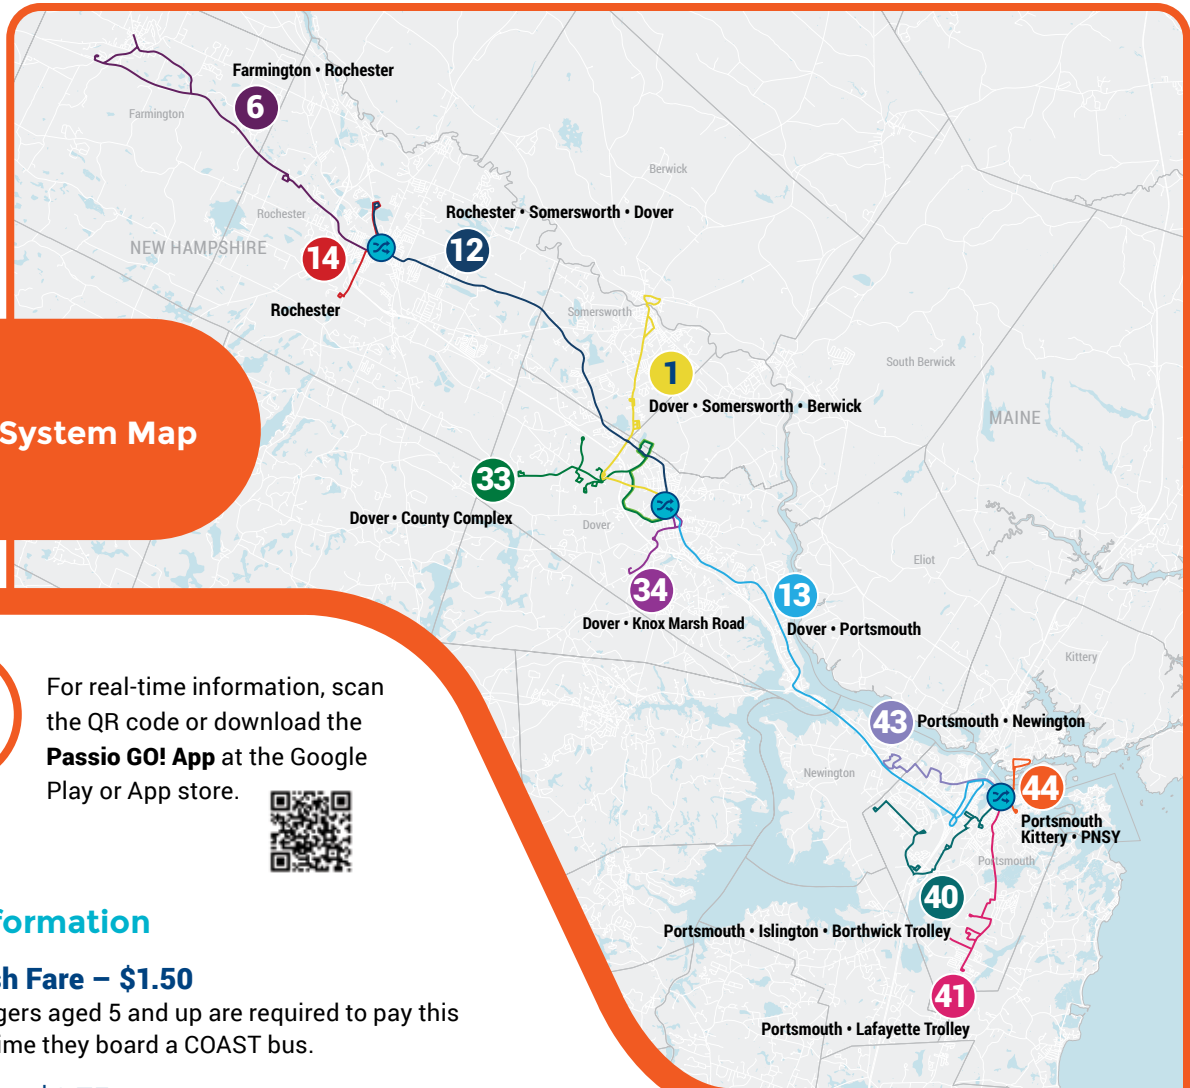 Farmington • Rochester
6
Farmington
Berwick
Rochester • Somersworth • Dover
Rochester
12
NEW HAMPSHIRE
14
Rochester
Somersworth
South Berwick
1
Dover • Somersworth • Berwick
MAINE
System Map
33
Dover • County Complex
Dover
Eliot
34
13
Dover • Knox Marsh Road
Dover • Portsmouth
Kittery
43
Portsmouth • Newington
Newington
44
Portsmouth
Kittery • PNSY
Portsmouth
40
Portsmouth • Islington • Borthwick Trolley
41
Portsmouth • Lafayette Trolley
For real-time information, scan
the QR code or download the
Passio GO! App at the Google
Play or App store.
formation
sh Fare – $1.50
gers aged 5 and up are required to pay this
ime they board a COAST bus.